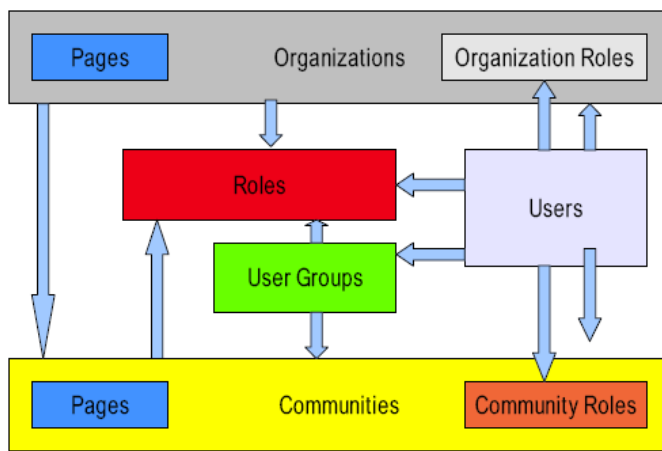 Pages
Organizations
Organization Roles
Roles
Users
User Groups
Pages
Communities
Community Roles